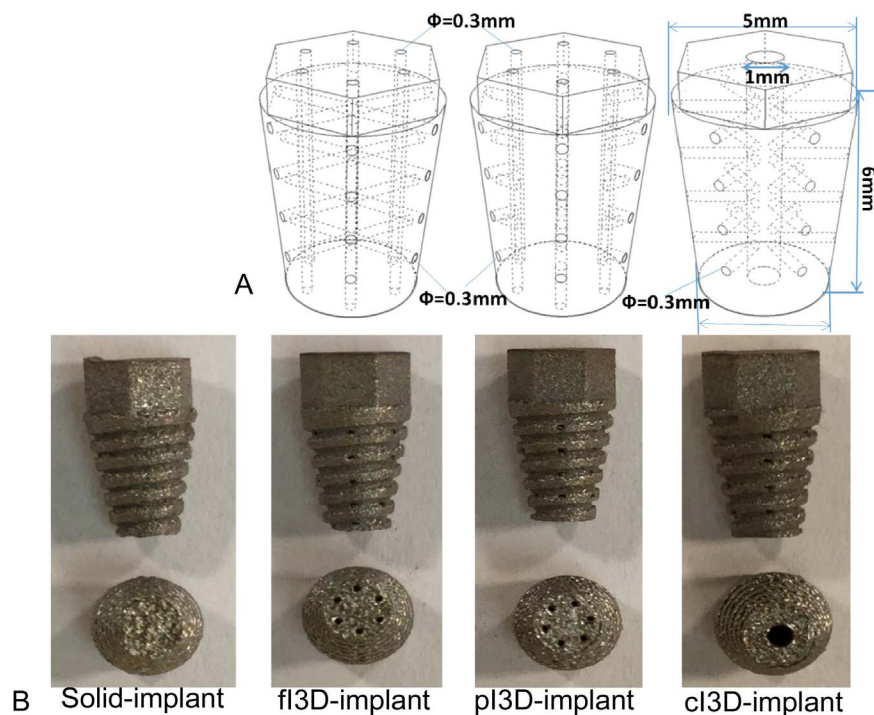 Φ=0.3mm
5mm
1mm
6mm
A
Φ=0.3mm
Φ=0.3mm
B
Solid-implant
fI3D-implant
pI3D-implant
cI3D-implant